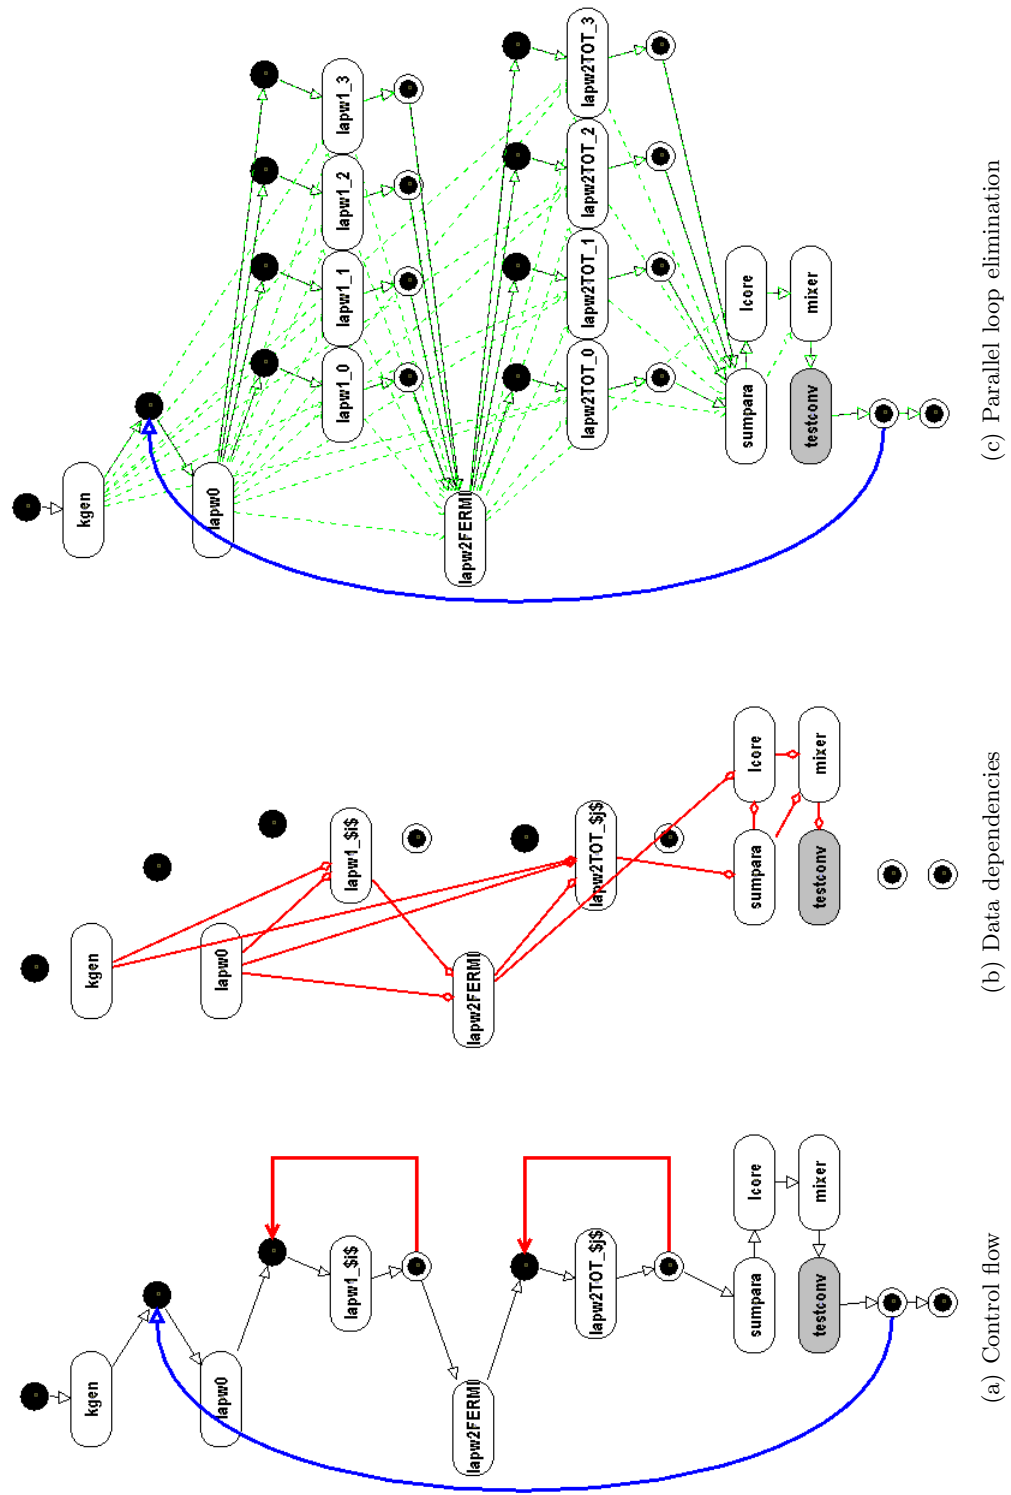 kgen
lapw0
lapw1_$i$
lapw2FERMI
lapw2TOT_$j$
sumpara
lcore
mixer
testconv
(a) Control flow
kgen
lapw0
lapw1_$i$
lapw2FERMI
lapw2TOT_$j$
sumpara
lcore
mixer
testconv
(b) Data dependencies
kgen
lapw0
lapw1_0
lapw1_1
lapw1_2
lapw1_3
lapw2FERMI
lapw2TOT_0
lapw2TOT_1
lapw2TOT_2
lapw2TOT_3
sumpara
lcore
mixer
testconv
(c) Parallel loop elimination